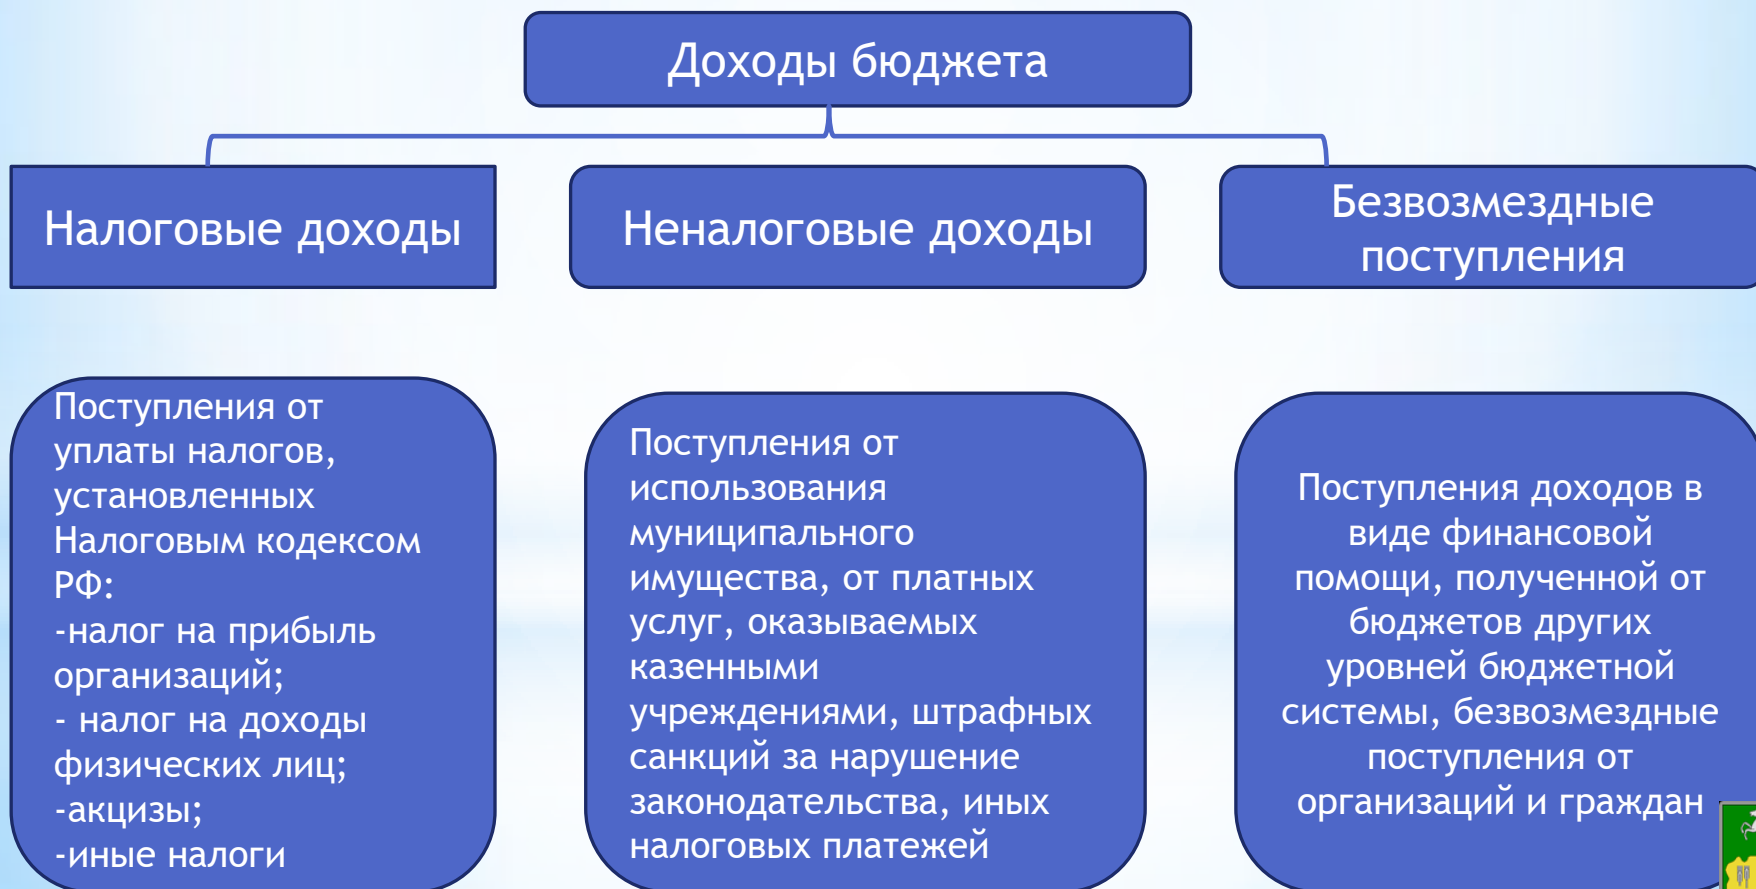 Доходы бюджета
Налоговые доходы
Неналоговые доходы
Безвозмездные
поступления
Поступления от
уплаты налогов,
установленных
Налоговым кодексом
РФ:
-налог на прибыль
организаций;
- налог на доходы
физических лиц;
-акцизы;
-иные налоги
Поступления от
использования
муниципального
имущества, от платных
услуг, оказываемых
казенными
учреждениями, штрафных
санкций за нарушение
законодательства, иных
налоговых платежей
Поступления доходов в
виде финансовой
помощи, полученной от
бюджетов других
уровней бюджетной
системы, безвозмездные
поступления от
организаций и граждан